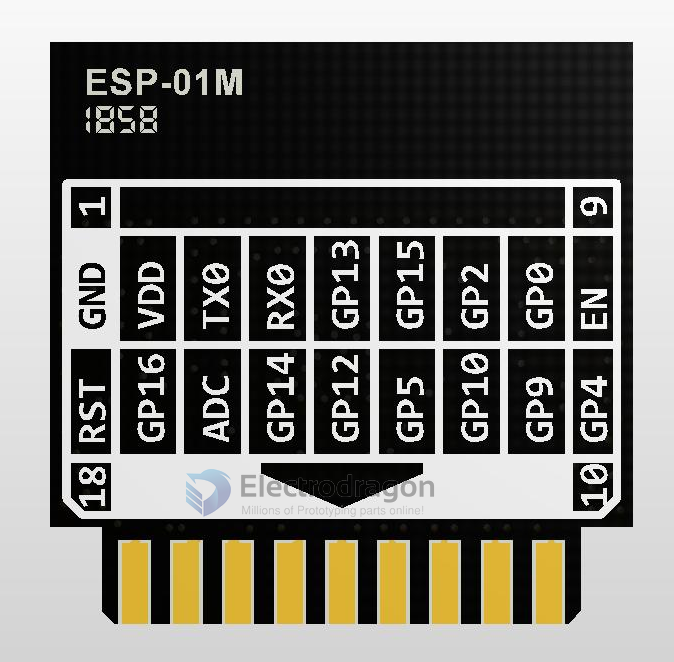 ESP-01M
1858
1 9
GND VDD TX0 RX0 GP13 GP15 GP2 GP0 EN
RST GP16 ADC GP14 GP12 GP5 GP10 GP9 GP4
18 10
Electrodragon
Millions of Prototyping parts online!